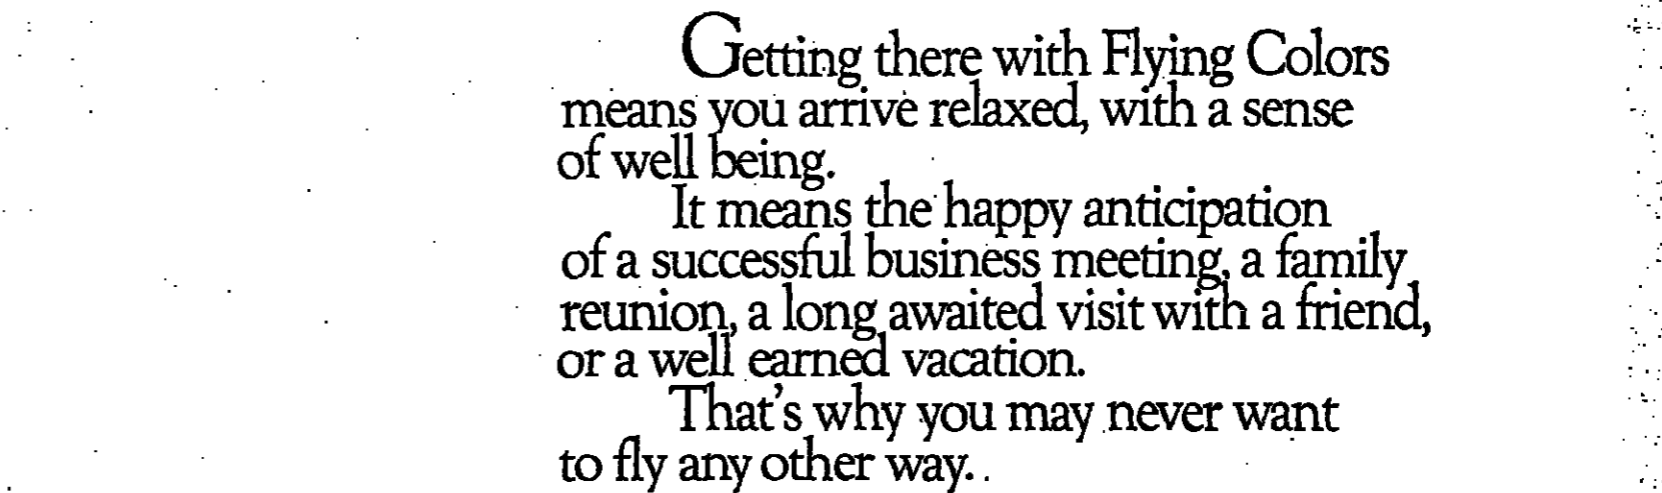 Getting there with Flying Colors
means you arrive relaxed, with a sense
of well being.
It means the happy anticipation
of a successful business meeting, a family
reunion, a long awaited visit with a friend,
or a well earned vacation.
That's why you may never want
to fly any other way.